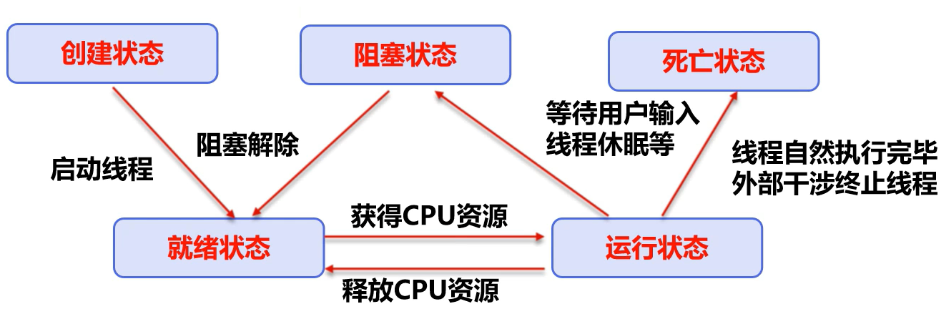 创建状态
阻塞状态
死亡状态
启动线程
阻塞解除
等待用户输入
线程休眠等
线程自然执行完毕
外部干涉终止线程
就绪状态
获得CPU资源
运行状态
释放CPU资源